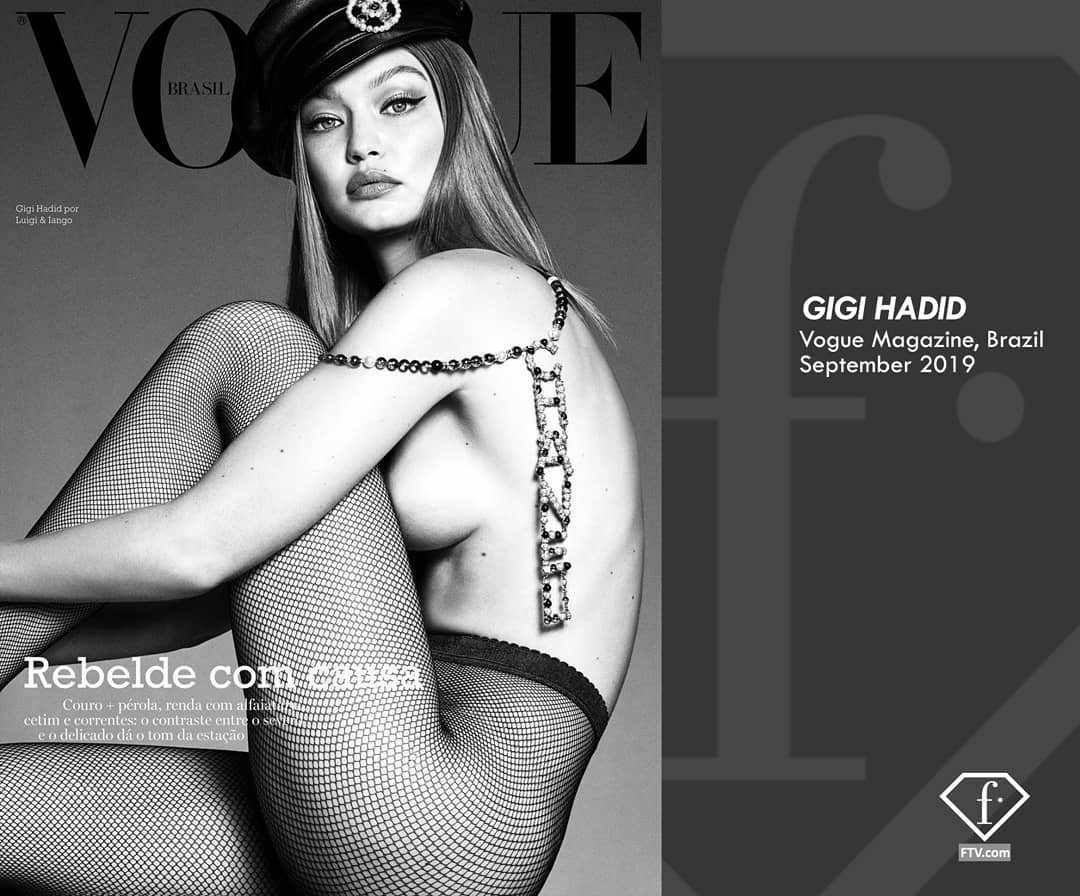 VOGUE
BRASIL
Gigi Hadid por
Luigi & Iango
CHANEL
Rebelde com causa
Couro + pérola, renda com alfaiataria,
cetim e correntes: o contraste entre o
e o delicado dá o tom da estação
GIGI HADID
Vogue Magazine, Brazil
September 2019
f
f
FTV.com